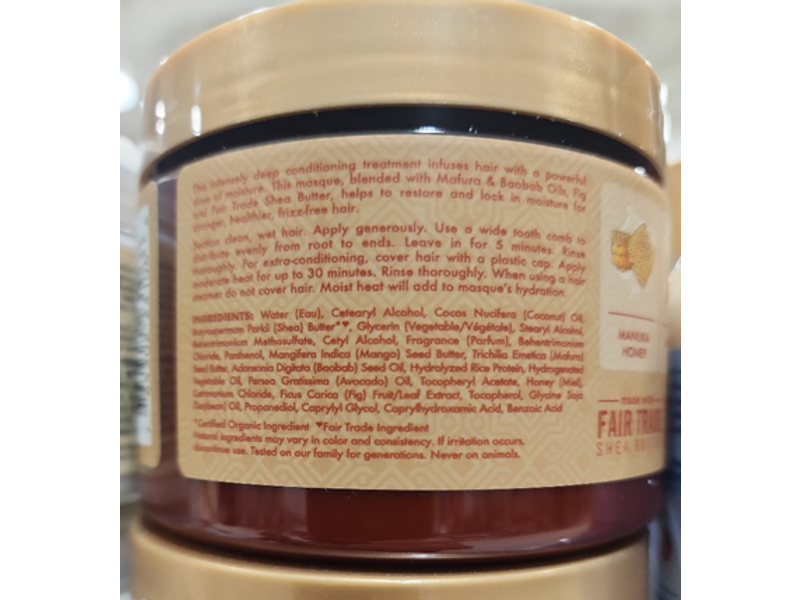 This intensely deep conditioning treatment infuses hair with a powerful
dose of moisture. This masque, blended with Mafura & Baobab Oils, Fig
and Fair Trade Shea Butter, helps to restore and lock in moisture for
stronger, healthier, frizz-free hair.
Section clean, wet hair. Apply generously. Use a wide tooth comb to
distribute evenly from root to ends. Leave in for 5 minutes. Rinse
thoroughly. For extra-conditioning, cover hair with a plastic cap. Apply
moderate heat for up to 30 minutes. Rinse thoroughly. When using a hair
steamer do not cover hair. Moist heat will add to masque's hydration.
INGREDIENTS: Water (Eau), Cetearyl Alcohol, Cocos Nucifera (Coconut) Oil,
Butyrospermum Parkii (Shea) Butter*♥, Glycerin (Vegetable/Végétale), Stearyl Alcohol,
Behentrimonium Methosulfate, Cetyl Alcohol, Fragrance (Parfum), Behentrimonium
Chloride, Panthenol, Mangifera Indica (Mango) Seed Butter, Trichilia Emetica (Mafura)
Seed Butter, Adansonia Digitata (Baobab) Seed Oil, Hydrolyzed Rice Protein, Hydrogenated
Vegetable Oil, Persea Gratissima (Avocado) Oil, Tocopheryl Acetate, Honey (Miel),
Cetrimonium Chloride, Ficus Carica (Fig) Fruit/Leaf Extract, Tocopherol, Glycine Soja
(Soybean) Oil, Propanediol, Caprylyl Glycol, Caprylhydroxamic Acid, Benzoic Acid
*Certified Organic Ingredient ♥Fair Trade Ingredient
Natural ingredients may vary in color and consistency. If irritation occurs,
discontinue use. Tested on our family for generations. Never on animals.
MANUKA
HONEY
made with
FAIR TRADE
SHEA BUTTER